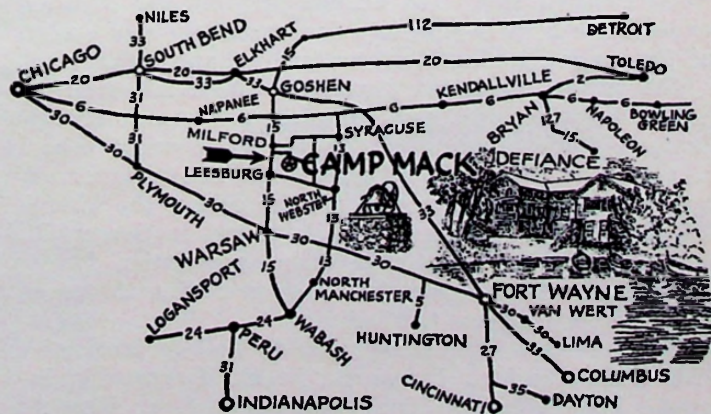 NILES
112
DETROIT
CHICAGO
33
SOUTH BEND
ELKHART
15
20
20
33
33
20
TOLEDO
GOSHEN
KENDALLVILLE
2
31
6
NAPANEE
6
6
6
6
6
BOWLING
GREEN
NAPOLEON
BRYAN
127
15
30
30
31
MILFORD
15
SYRACUSE
13
CAMP MACK
DEFIANCE
PLYMOUTH
LEESBURG
NORTH
WEBSTER
15
13
33
30
WARSAW
30
30
30
15
13
NORTH
MANCHESTER
5
FORT WAYNE
30
VAN WERT
30
LIMA
LOGANSPORT
24
24
PERU
WABASH
HUNTINGTON
27
33
COLUMBUS
31
INDIANAPOLIS
CINCINNATI
35
DAYTON